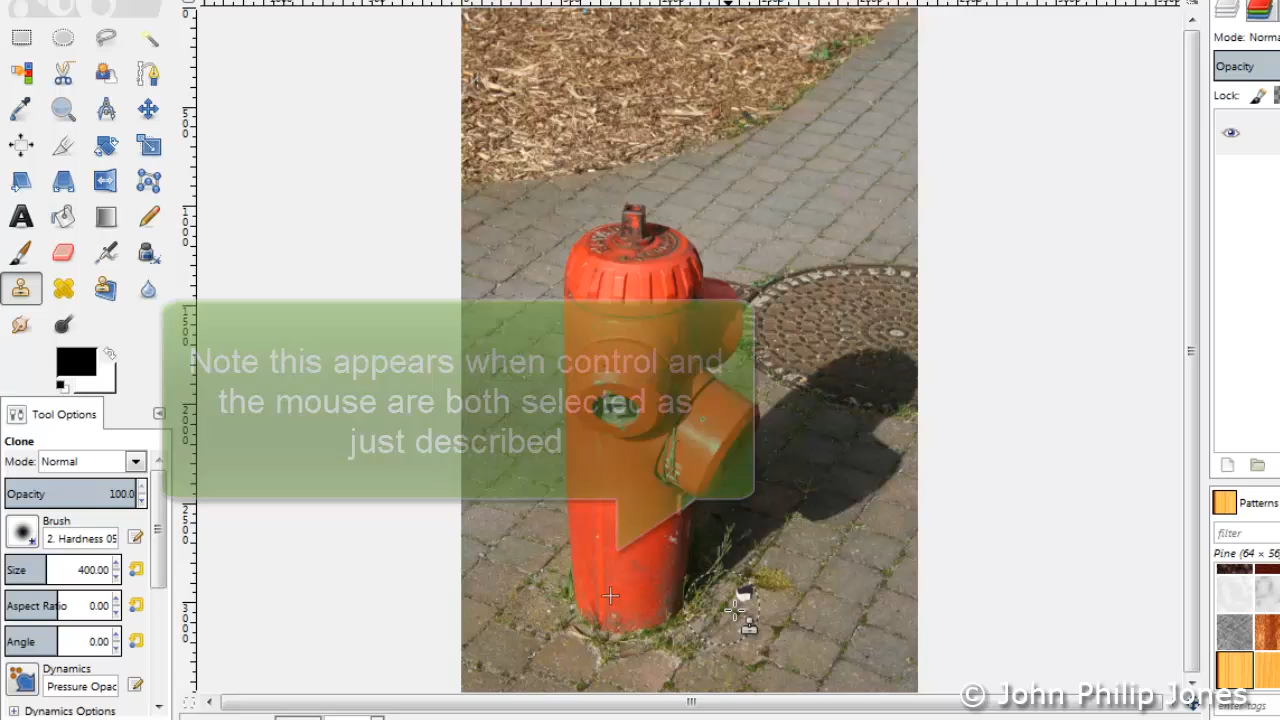 Mode: Norma
Opacity
Lock:
Note this appears when control and
the mouse are both selected as
just described
Tool Options
Clone
Mode: Normal
Opacity 100.0
Brush
2. Hardness 05
Size 400.00
Aspect Ratio 0.00
Angle 0.00
Dynamics
Pressure Opac
Dynamics Options
Patterns
filter
Pine (64 × 56
enter tags
© John Philip Jones